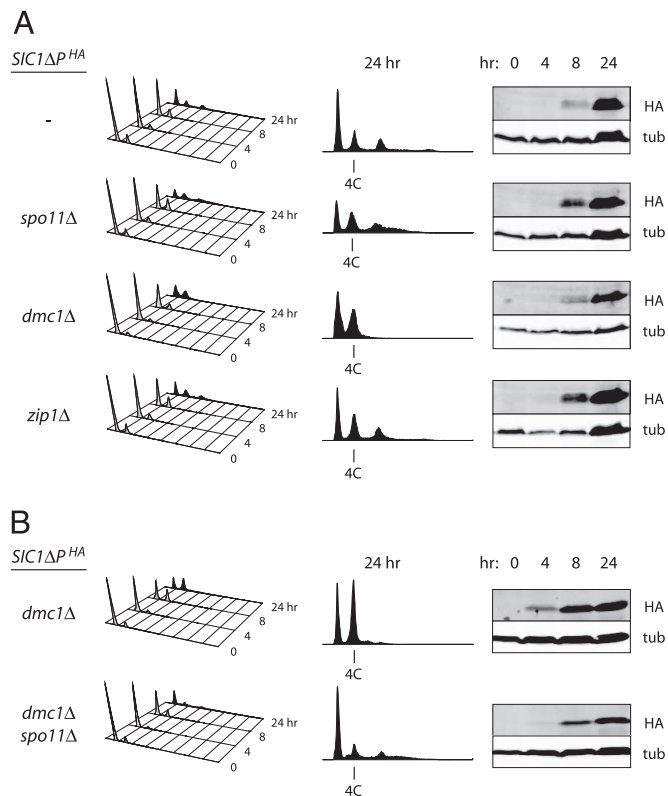 A
SIC1ΔP HA
24 hr
hr: 0 4 8 24
-
0 4 8 24 hr
4C
HA
tub
spo11Δ
0 4 8 24 hr
4C
HA
tub
dmc1Δ
0 4 8 24 hr
4C
HA
tub
zip1Δ
0 4 8 24 hr
4C
HA
tub
B
SIC1ΔP HA
24 hr
hr: 0 4 8 24
dmc1Δ
0 4 8 24 hr
4C
HA
tub
dmc1Δ
spo11Δ
0 4 8 24 hr
4C
HA
tub